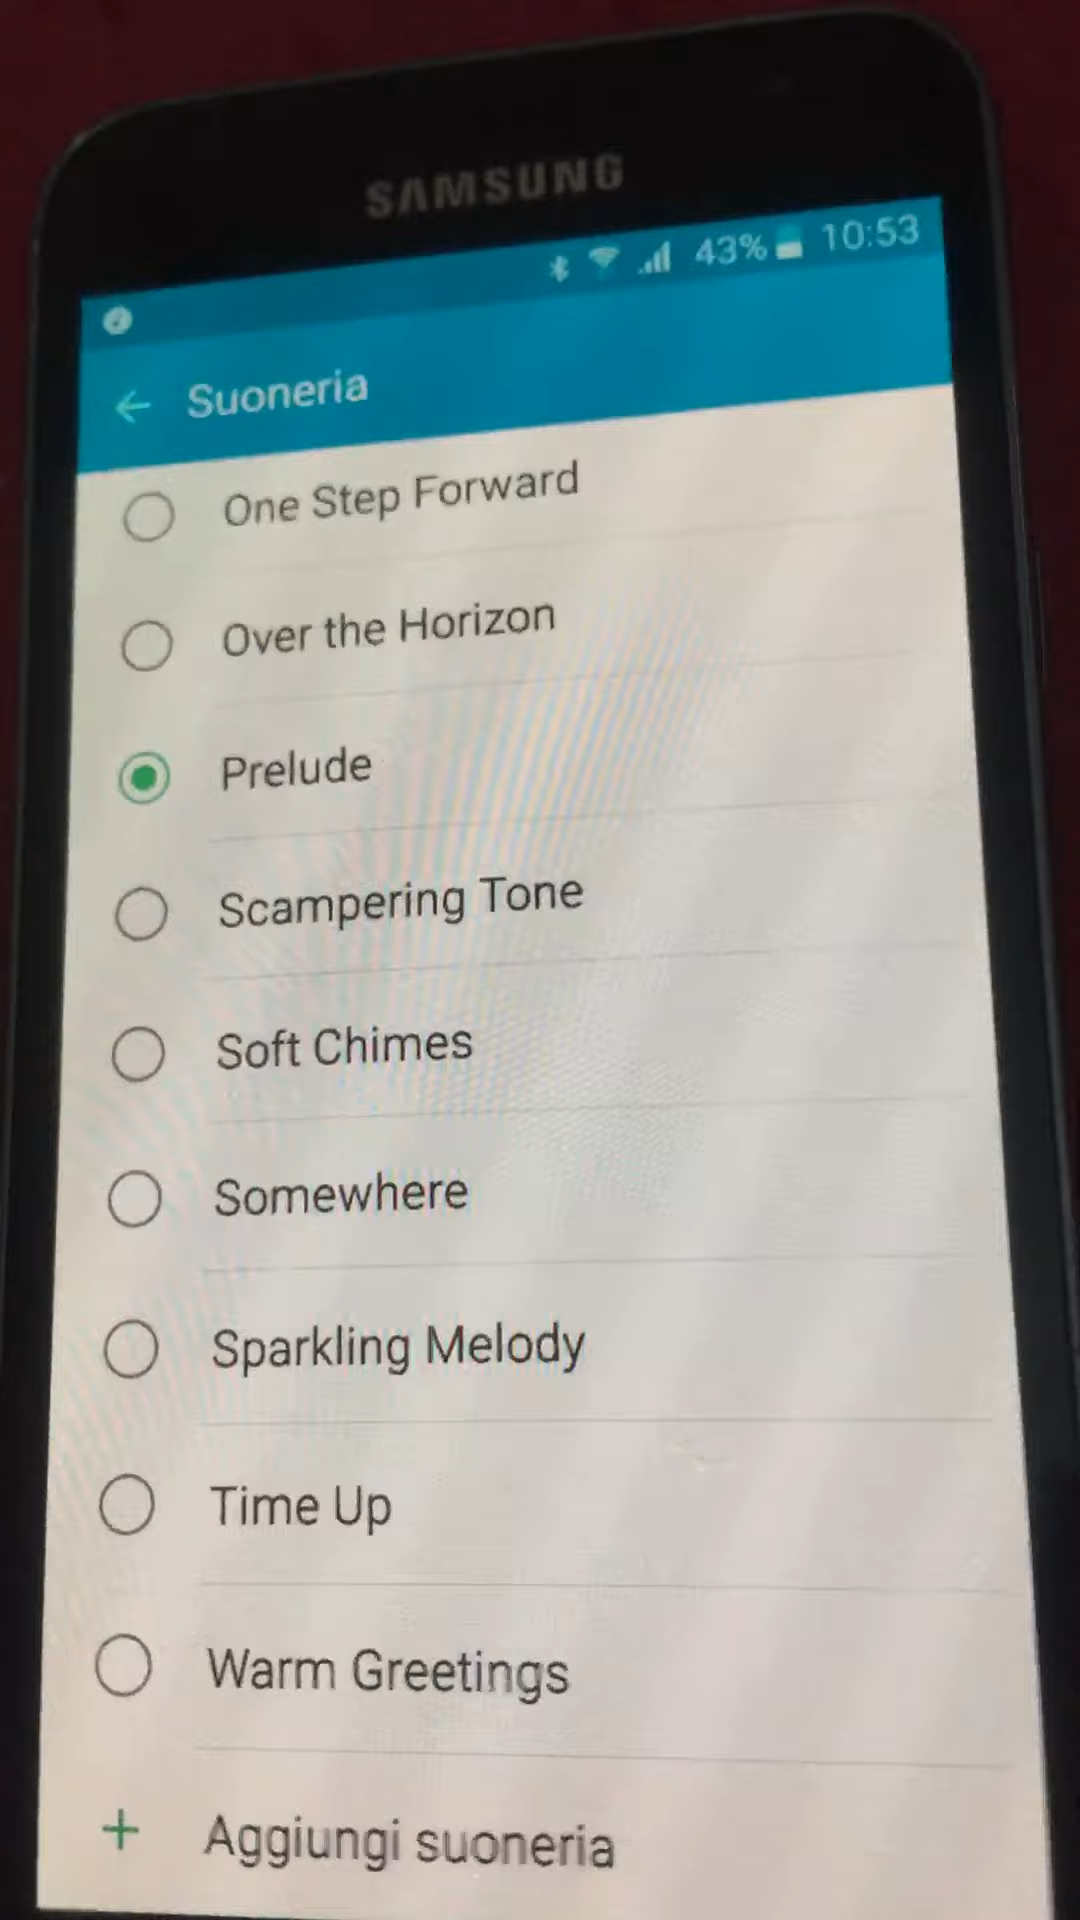 SAMSUNG
43% 10:53
Suoneria
One Step Forward
Over the Horizon
Prelude
Scampering Tone
Soft Chimes
Somewhere
Sparkling Melody
Time Up
Warm Greetings
Aggiungi suoneria